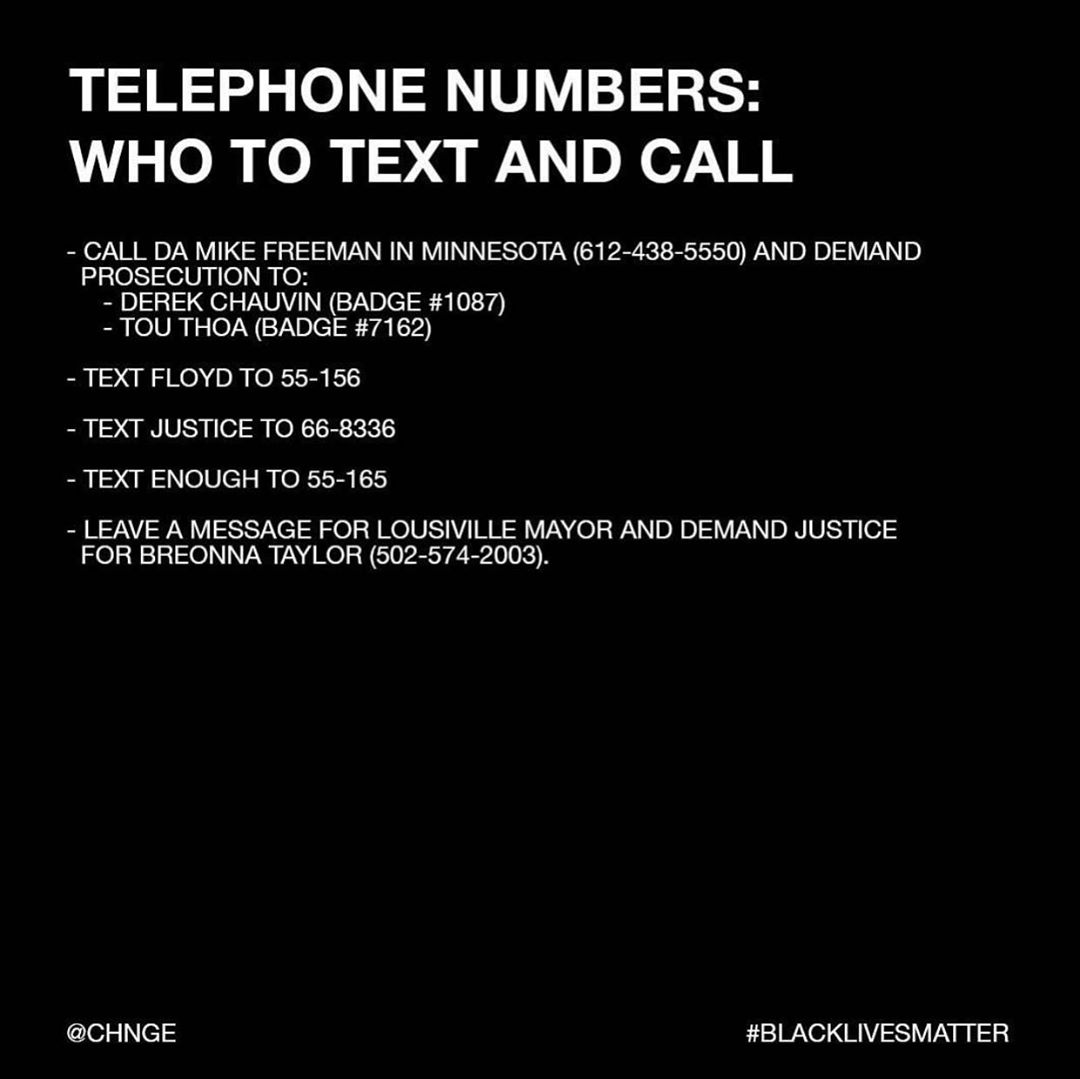 TELEPHONE NUMBERS:
WHO TO TEXT AND CALL
- CALL DA MIKE FREEMAN IN MINNESOTA (612-438-5550) AND DEMAND
PROSECUTION TO:
- DEREK CHAUVIN (BADGE #1087)
- TOU THOA (BADGE #7162)
- TEXT FLOYD TO 55-156
- TEXT JUSTICE TO 66-8336
- TEXT ENOUGH TO 55-165
- LEAVE A MESSAGE FOR LOUSIVILLE MAYOR AND DEMAND JUSTICE
FOR BREONNA TAYLOR (502-574-2003).
@CHNGE
#BLACKLIVESMATTER